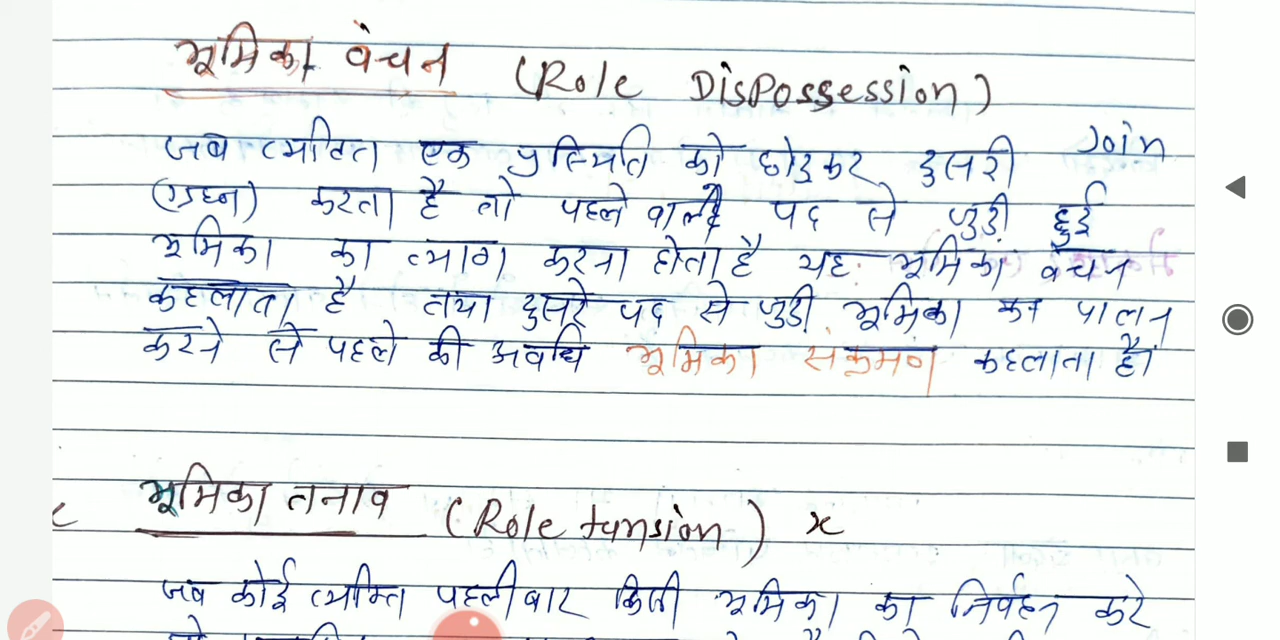 भूमिका वंचन (Role Dispossession)
जब व्यक्ति एक प्रस्थिति को छोड़कर दुसरी Join
(ग्रहण) करता है तो पहले वाले पद से जुड़ी हुई
भूमिका का त्याग करना होता है यह भूमिका वंचन
कहलाता है तथा दुसरे पद से जुडी भूमिका का पालन
करने से पहले की अवधि भूमिका संक्रमण कहलाता है।
भूमिका तनाव (Role tansion) x
जब कोई व्यक्ति पहलीबार किसी भूमिका का निर्वहन करे